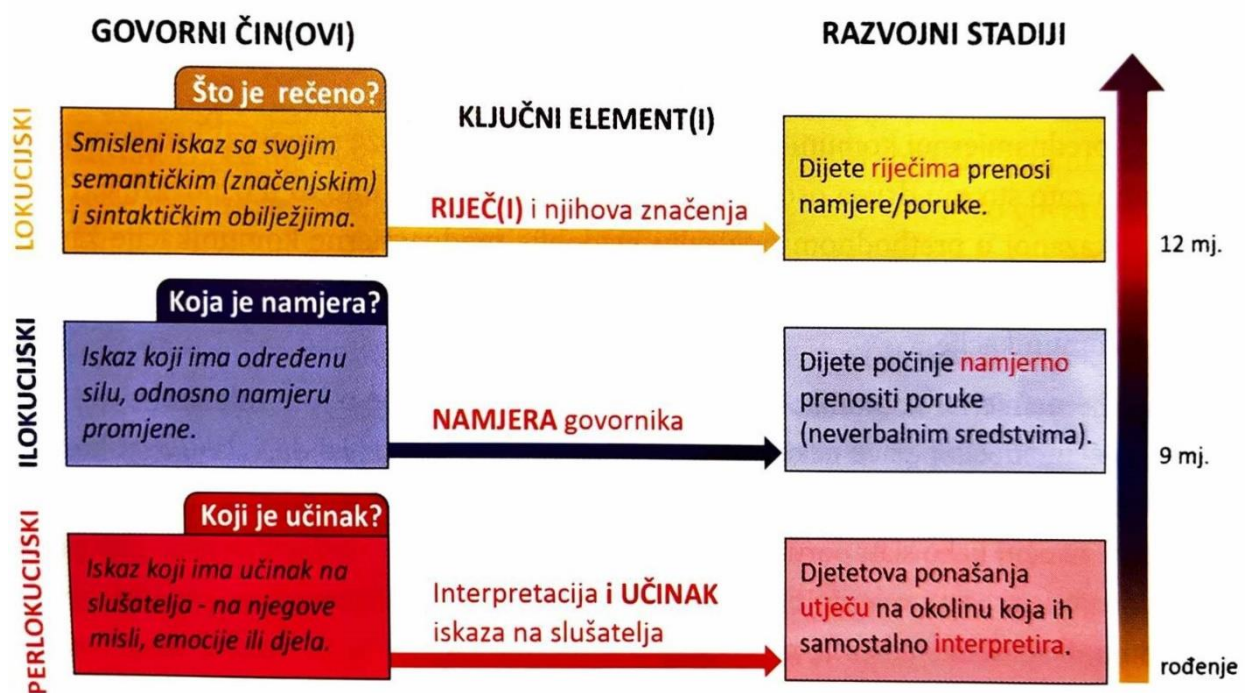 GOVORNI ČIN(OVI)
RAZVOJNI STADIJI
KLJUČNI ELEMENT(I)
LOKUCIJSKI
Što je rečeno?
Smisleni iskaz sa svojim
semantičkim (značenjskim)
i sintaktičkim obilježjima.
RIJEČ(I) i njihova značenja
Dijete riječima prenosi
namjere/poruke.
12 mj.
ILOKUCIJSKI
Koja je namjera?
Iskaz koji ima određenu
silu, odnosno namjeru
promjene.
NAMJERA govornika
Dijete počinje namjerno
prenositi poruke
(neverbalnim sredstvima).
9 mj.
PERLOKUCIJSKI
Koji je učinak?
Iskaz koji ima učinak na
slušatelja - na njegove
misli, emocije ili djela.
Interpretacija i UČINAK
iskaza na slušatelja
Djetetova ponašanja
utječu na okolinu koja ih
samostalno interpretira.
rođenje